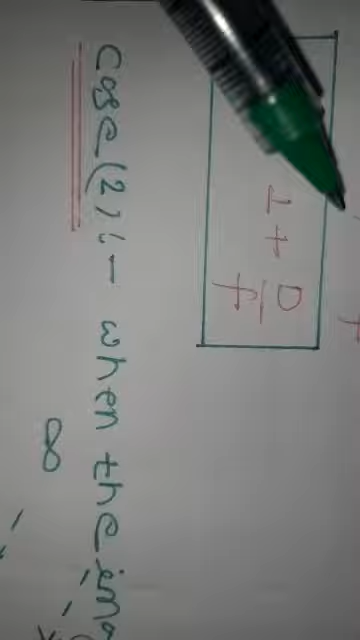 1 + D/f
Case (2) :- when the ima
∞